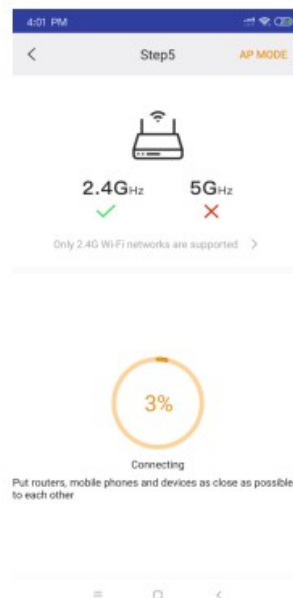 4:01 PM
Step5 AP MODE
2.4GHz 5GHz
Only 2.4G Wi-Fi networks are supported
3%
Connecting
Put routers, mobile phones and devices as close as possible
to each other